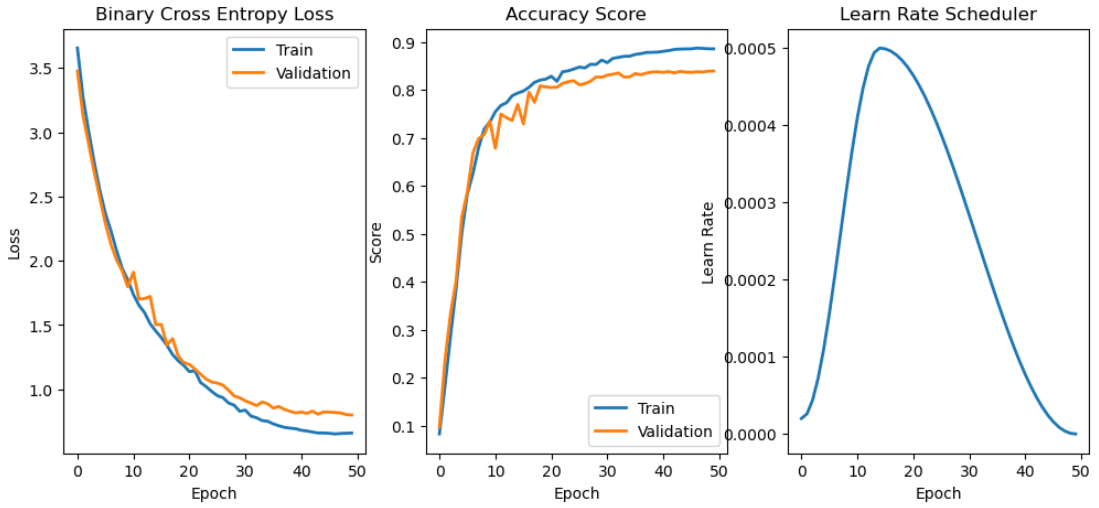 Binary Cross Entropy Loss
Train
Validation
3.5
3.0
2.5
2.0
1.5
1.0
Loss
0 10 20 30 40 50
Epoch
Accuracy Score
0.9
0.8
0.7
0.6
0.5
0.4
0.3
0.2
0.1
Score
Train
Validation
0 10 20 30 40 50
Epoch
Learn Rate Scheduler
0.0005
0.0004
0.0003
0.0002
0.0001
0.0000
Learn Rate
0 10 20 30 40 50
Epoch